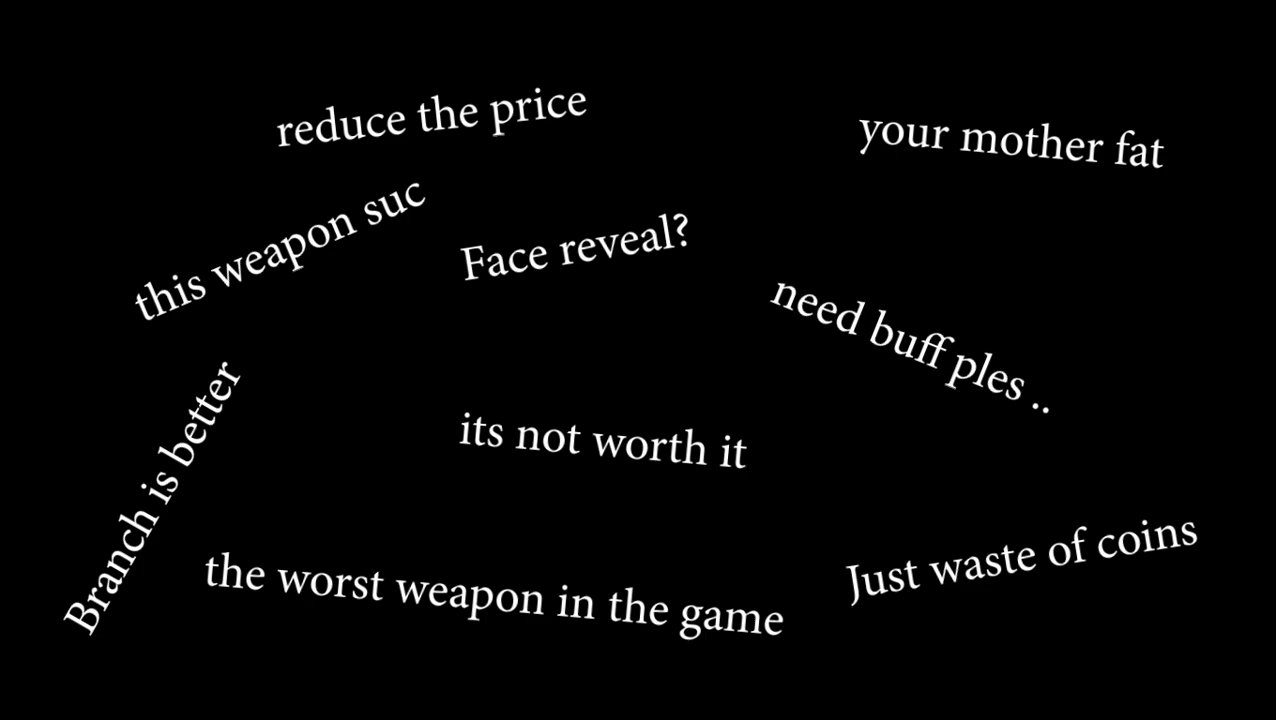 reduce the price
your mother fat
this weapon suc
Face reveal?
need buff ples ..
Branch is better
its not worth it
the worst weapon in the game
Just waste of coins